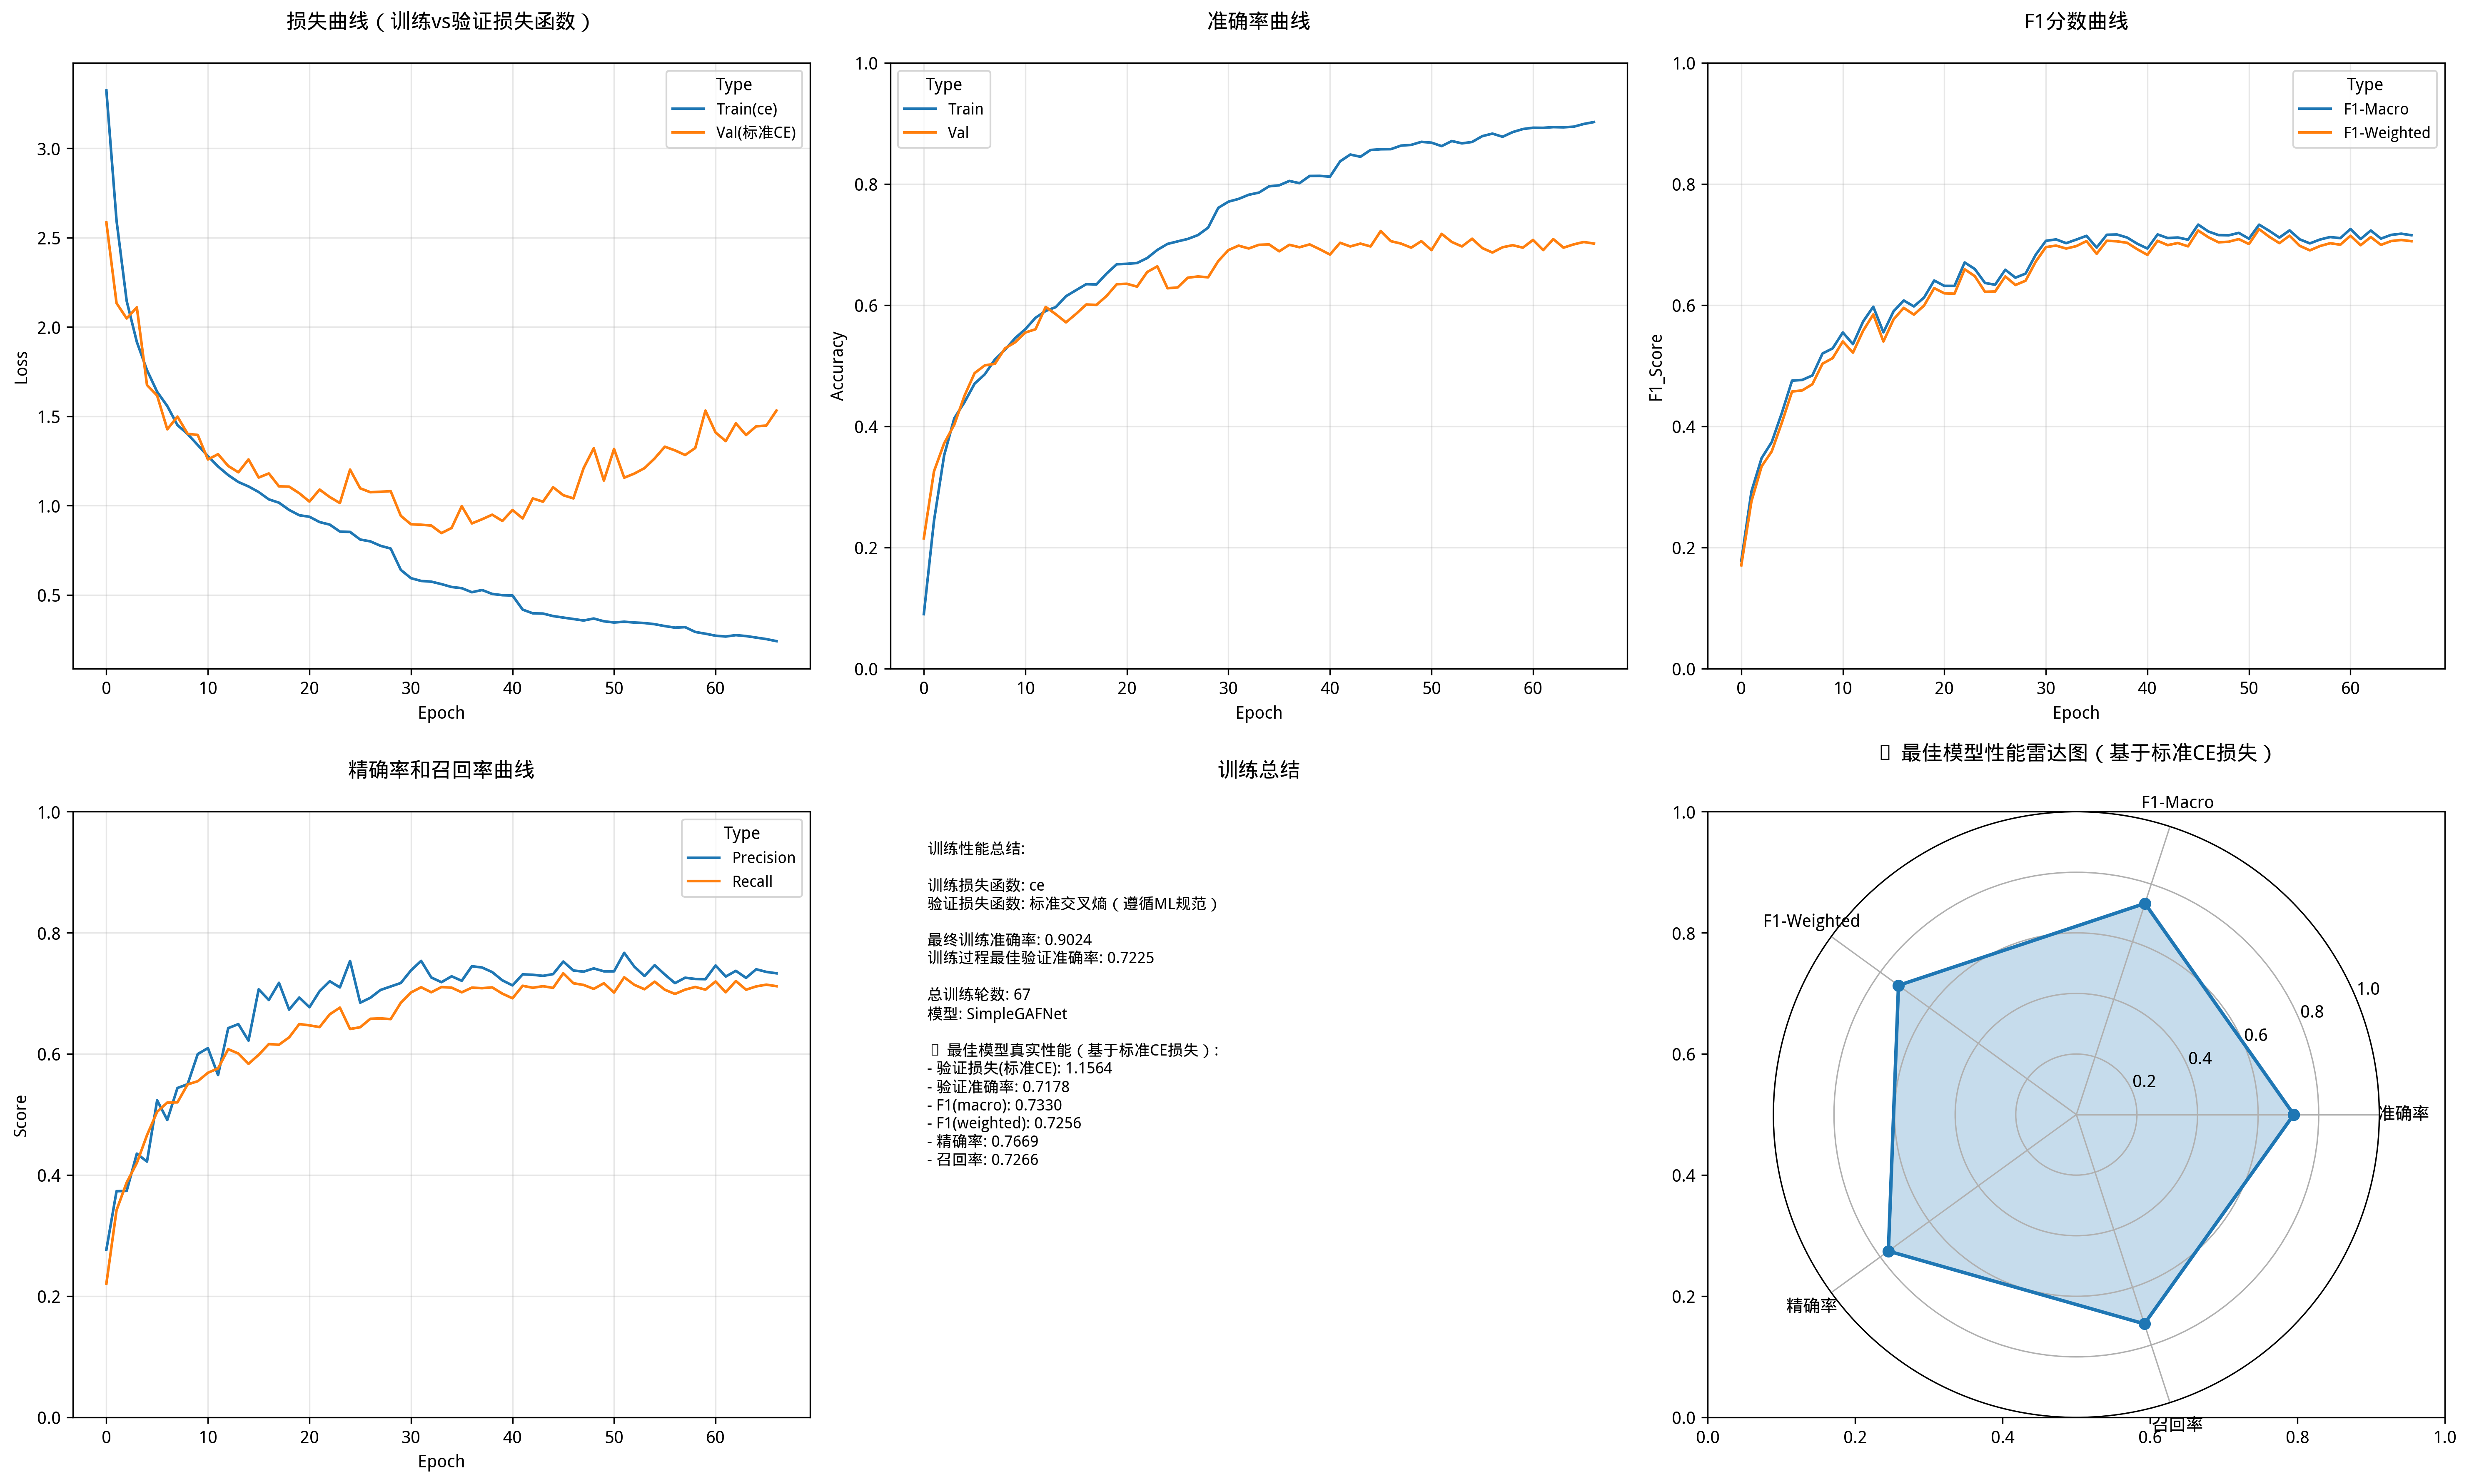 损失曲线（训练vs验证损失函数）
Type
Train(ce)
Val(标准CE)
3.0
2.5
2.0
1.5
1.0
0.5
Loss
0 10 20 30 40 50 60
Epoch
准确率曲线
Type
Train
Val
1.0
0.8
0.6
0.4
0.2
0.0
Accuracy
0 10 20 30 40 50 60
Epoch
F1分数曲线
Type
F1-Macro
F1-Weighted
1.0
0.8
0.6
0.4
0.2
0.0
F1_Score
0 10 20 30 40 50 60
Epoch
精确率和召回率曲线
Type
Precision
Recall
1.0
0.8
0.6
0.4
0.2
0.0
Score
0 10 20 30 40 50 60
Epoch
训练总结
训练性能总结:
训练损失函数: ce
验证损失函数: 标准交叉熵（遵循ML规范）
最终训练准确率: 0.9024
训练过程最佳验证准确率: 0.7225
总训练轮数: 67
模型: SimpleGAFNet
最佳模型真实性能（基于标准CE损失）:
- 验证损失(标准CE): 1.1564
- 验证准确率: 0.7178
- F1(macro): 0.7330
- F1(weighted): 0.7256
- 精确率: 0.7669
- 召回率: 0.7266
最佳模型性能雷达图（基于标准CE损失）
1.0
0.8
0.6
0.4
0.2
0.0
F1-Macro
F1-Weighted
1.0
0.8
0.6
0.4
0.2
准确率
精确率
召回率
0.0 0.2 0.4 0.6 0.8 1.0